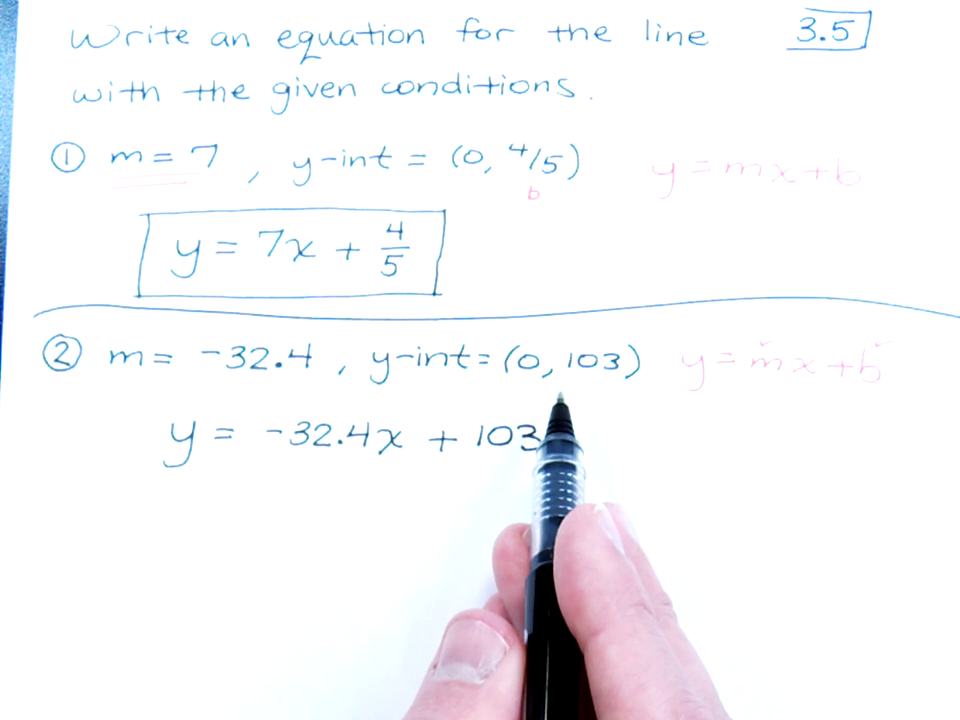 Write an equation for the line 3.5
with the given conditions.
① m = 7, y-int = (0, 4/5) y = mx + b
b
y = 7x + 4/5
② m = -32.4, y-int = (0, 103) y = mx + b
y = -32.4x + 103